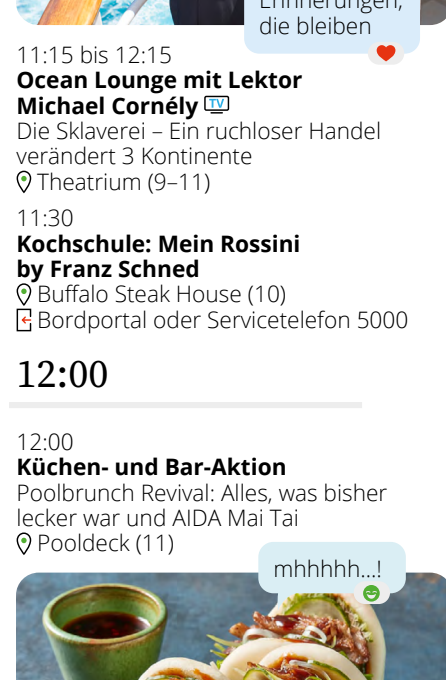 Erinnerungen,
die bleiben
11:15 bis 12:15
Ocean Lounge mit Lektor
Michael Cornély TV
Die Sklaverei – Ein ruchloser Handel
verändert 3 Kontinente
Theatrium (9–11)
11:30
Kochschule: Mein Rossini
by Franz Schned
Buffalo Steak House (10)
Bordportal oder Servicetelefon 5000
12:00
12:00
Küchen- und Bar-Aktion
Poolbrunch Revival: Alles, was bisher
lecker war und AIDA Mai Tai
Pooldeck (11)
mhhhhh...!